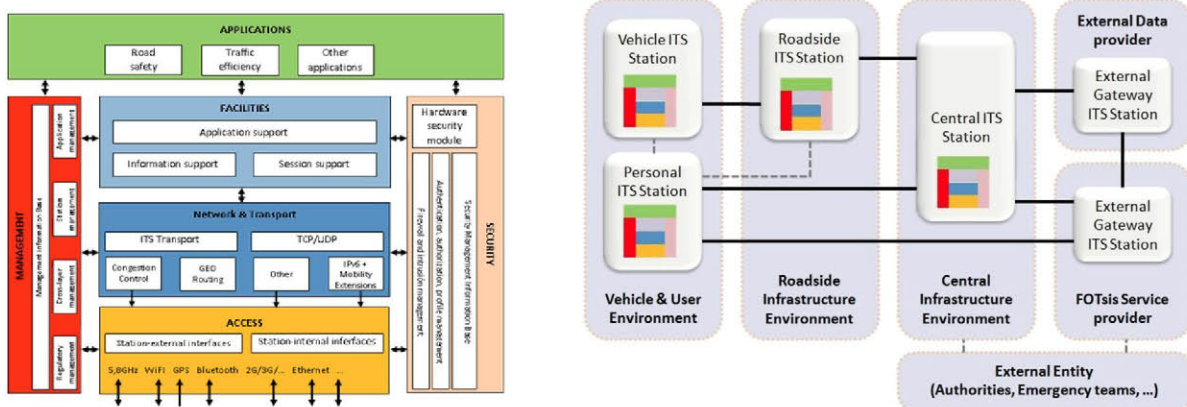 APPLICATIONS
Road
safety
Traffic
efficiency
Other
applications
MANAGEMENT
Management Information Base
Application
management
Station
management
Cross-layer
management
Regulatory
management
FACILITIES
Application support
Information support
Session support
Network & Transport
ITS Transport
TCP/UDP
Congestion
Control
GEO
Routing
Other
IPv6 +
Mobility
Extensions
ACCESS
Station-external interfaces
Station-internal interfaces
5,8GHz WiFi GPS Bluetooth 2G/3G/... Ethernet ...
Hardware
security
module
Firewall and intrusion management
Authentication, authorization, profile management
Security Management Information Base
SECURITY
Vehicle ITS
Station
Personal
ITS Station
Vehicle & User
Environment
Roadside
ITS Station
Roadside
Infrastructure
Environment
Central ITS
Station
Central
Infrastructure
Environment
External Data
provider
External
Gateway
ITS Station
External
Gateway
ITS Station
FOTsis Service
provider
External Entity
(Authorities, Emergency teams, ...)